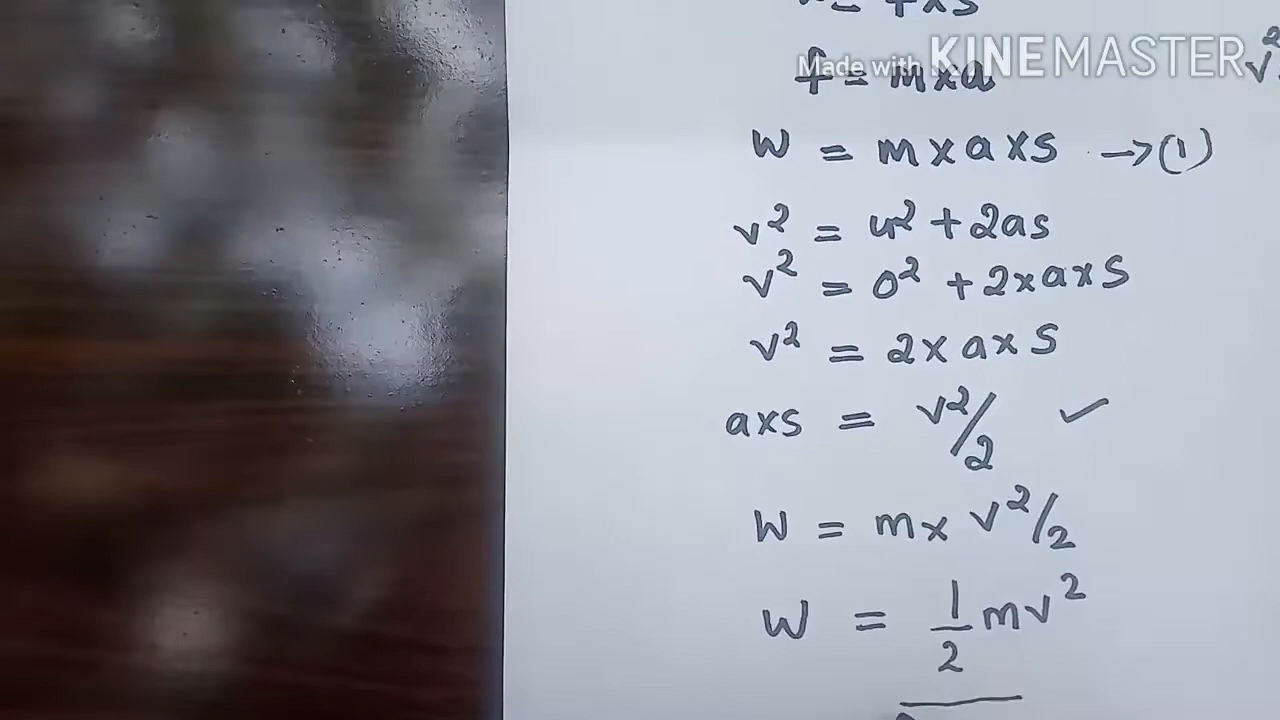 f = m x a
Made with KINEMASTER
W = m x a x s → (1)
v² = u² + 2as
v² = 0² + 2 x a x s
v² = 2 x a x s
a x s = v²/2 ✓
W = m x v²/2
W = 1/2 mv²